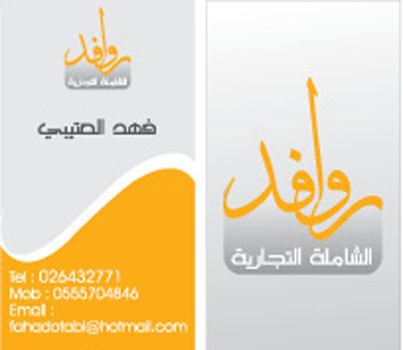 روافد
الشاملة التجارية
فهد العتيبي
Tel : 026432771
Mob : 0555704846
Email :
fahadotabi@hotmail.com
روافد
الشاملة التجارية